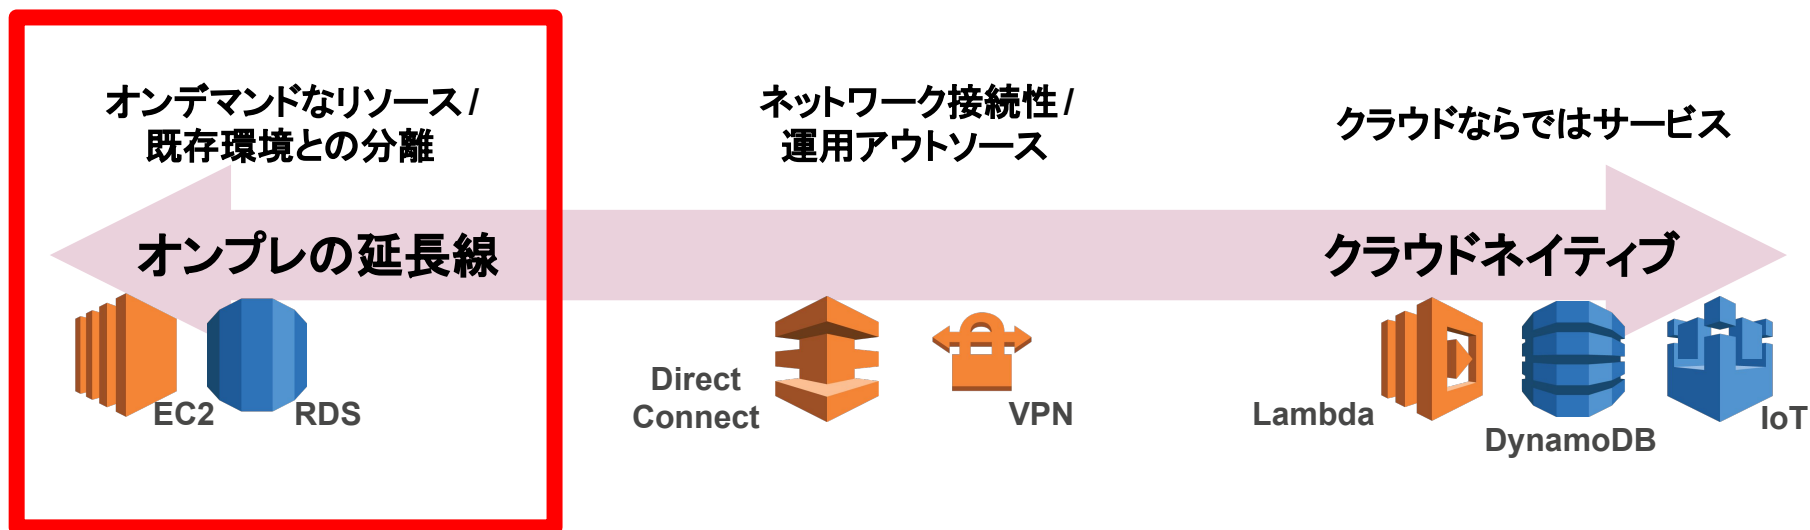 オンデマンドなリソース /
既存環境との分離
ネットワーク接続性 /
運用アウトソース
クラウドならではサービス
オンプレの延長線
クラウドネイティブ
EC2
RDS
Direct
Connect
VPN
Lambda
DynamoDB
IoT